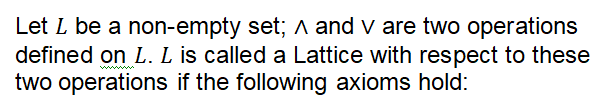 Let L be a non-empty set; ∧ and ∨ are two operations
defined on L. L is called a Lattice with respect to these
two operations if the following axioms hold: